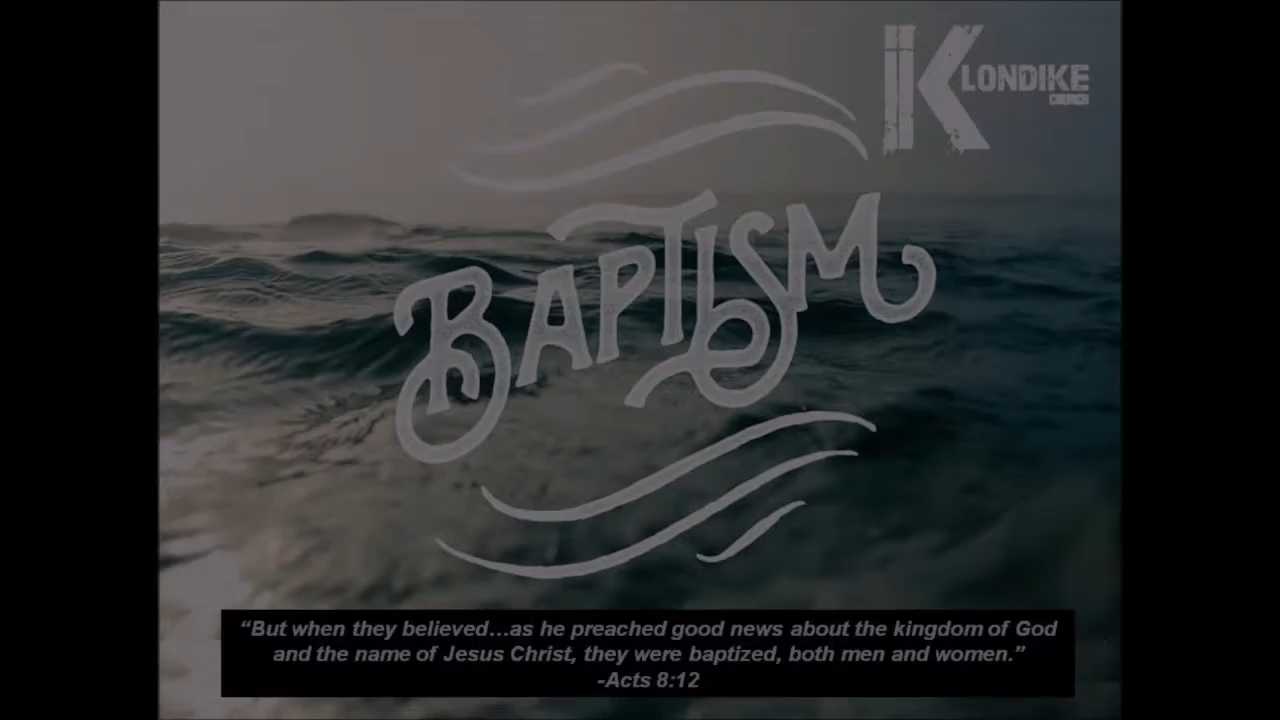 KLONDIKE
CHURCH
BAPTISM
“But when they believed…as he preached good news about the kingdom of God
and the name of Jesus Christ, they were baptized, both men and women.”
-Acts 8:12